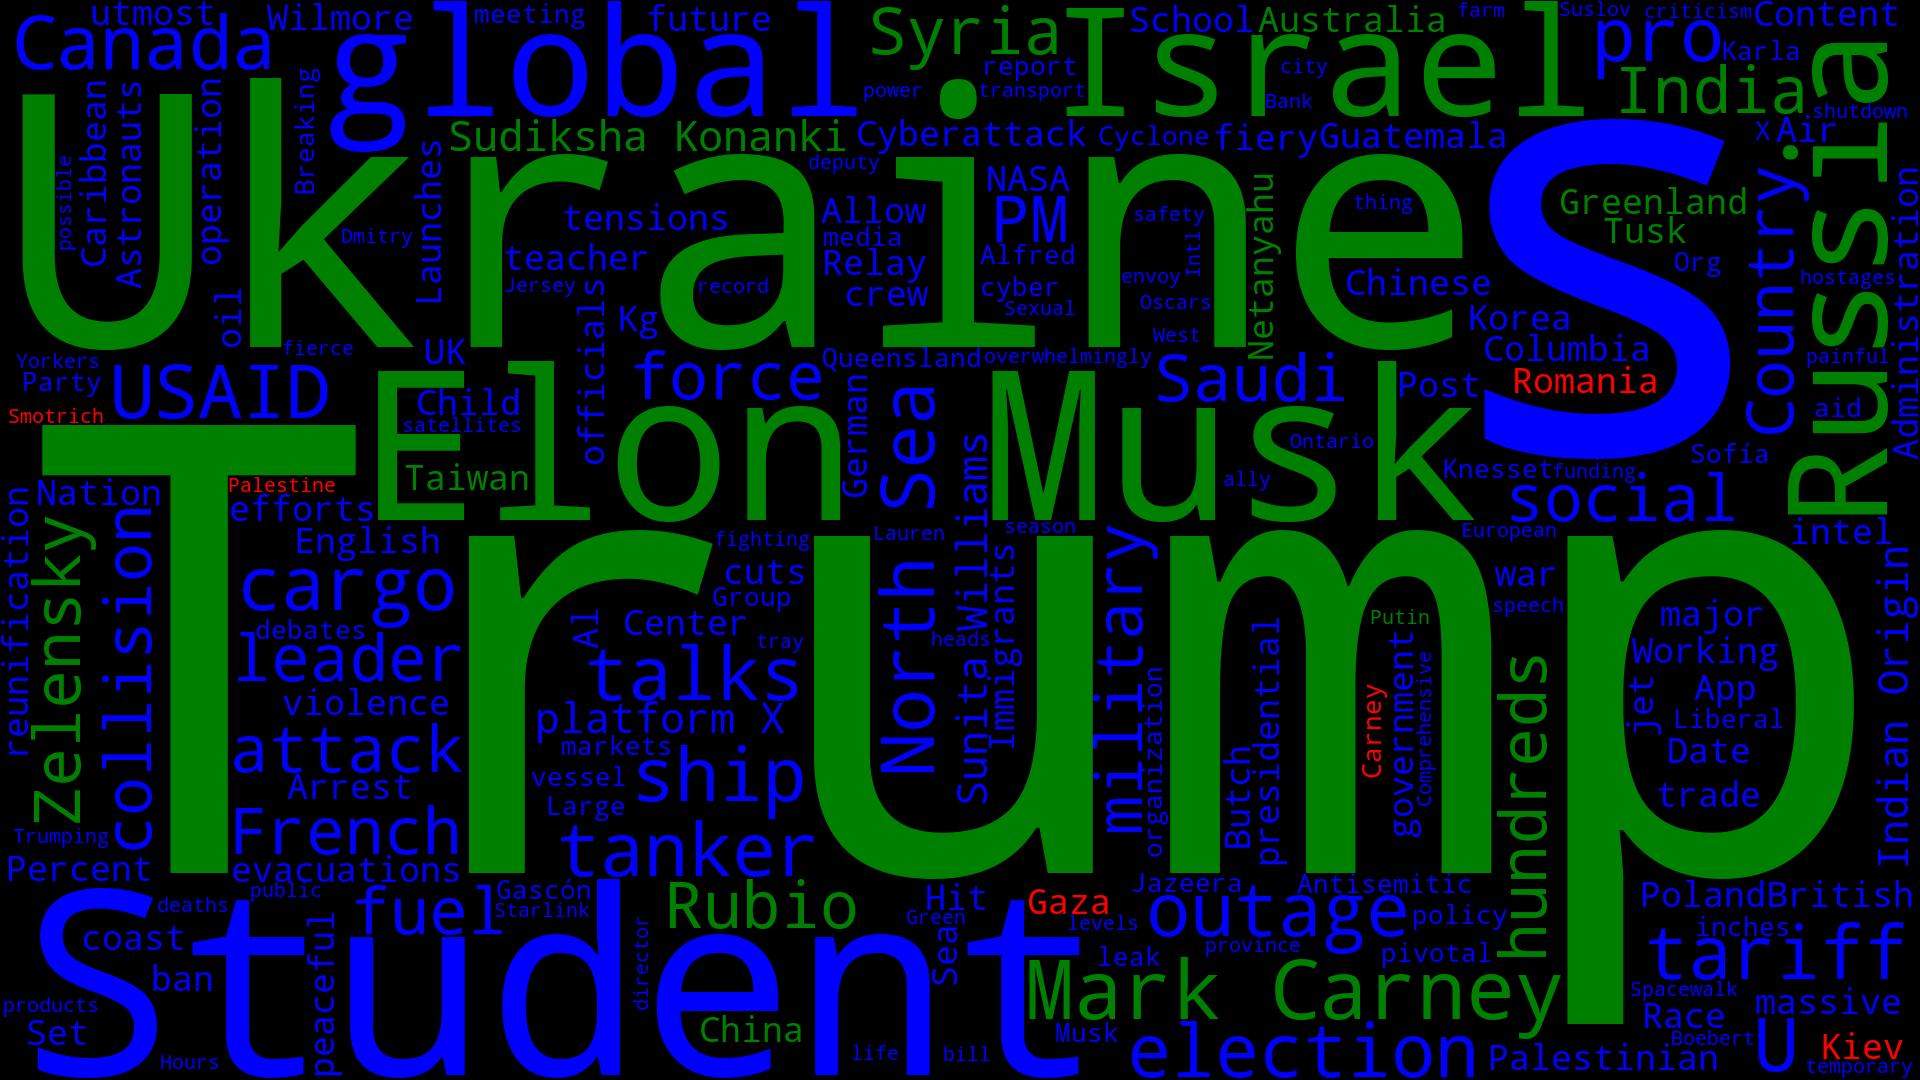 utmost
Wilmore
meeting
future
Canada
global
Syria
Israel
School
Australia
farm
Suslov
criticism
Content
pro
Karla
report
city
India
power
transport
Bank
shutdown
Russia
Breaking
Sudiksha Konanki
Cyberattack
Cyclone
fiery
Guatemala
X
Air
Ukraine
S
possible
Caribbean
Astronauts
operation
Launches
deputy
NASA
PM
Netanyahu
Country
Administration
Greenland
Tusk
Org
tensions
Allow
safety
thing
Dmitry
media
teacher
Relay
Alfred
envoy
Intl
hostages
Jersey
record
crew
cyber
Sexual
Oscars
Chinese
oil
officials
Kg
West
Korea
fierce
UK
Queensland
overwhelmingly
Columbia
painful
Yorkers
Party
USAID
force
Saudi
Post
Romania
Smotrich
Child
satellites
Elon Musk
German
North Sea
aid
Ontario
Sofía
Taiwan
ally
Knesset
funding
Palestine
Nation
efforts
social
Trump
season
European
intel
reunification
Zelensky
collision
English
Lauren
fighting
Sunita Williams
Immigrants
military
cargo
cuts
Group
war
speech
Indian Origin
debates
Al
Center
tray
heads
Putin
major
leader
talks
Working
violence
platform X
organization
presidential
Carney
government
Comprehensive
hundreds
App
jet
Liberal
attack
markets
Date
Arrest
vessel
ship
Butch
trade
Large
French
tanker
Trumping
Percent
evacuations
public
Gascón
Starlink
Rubio
Hit
Green
Gaza
Jazeera
Antisemitic
Poland
British
deaths
fuel
levels
outage
policy
inches
Student
coast
peaceful
director
Sean
leak
province
pivotal
tariff
ban
Mark Carney
Spacewalk
massive
products
Set
China
Musk
Race
Boebert
U
Kiev
Hours
life
bill
election
Palestinian
temporary